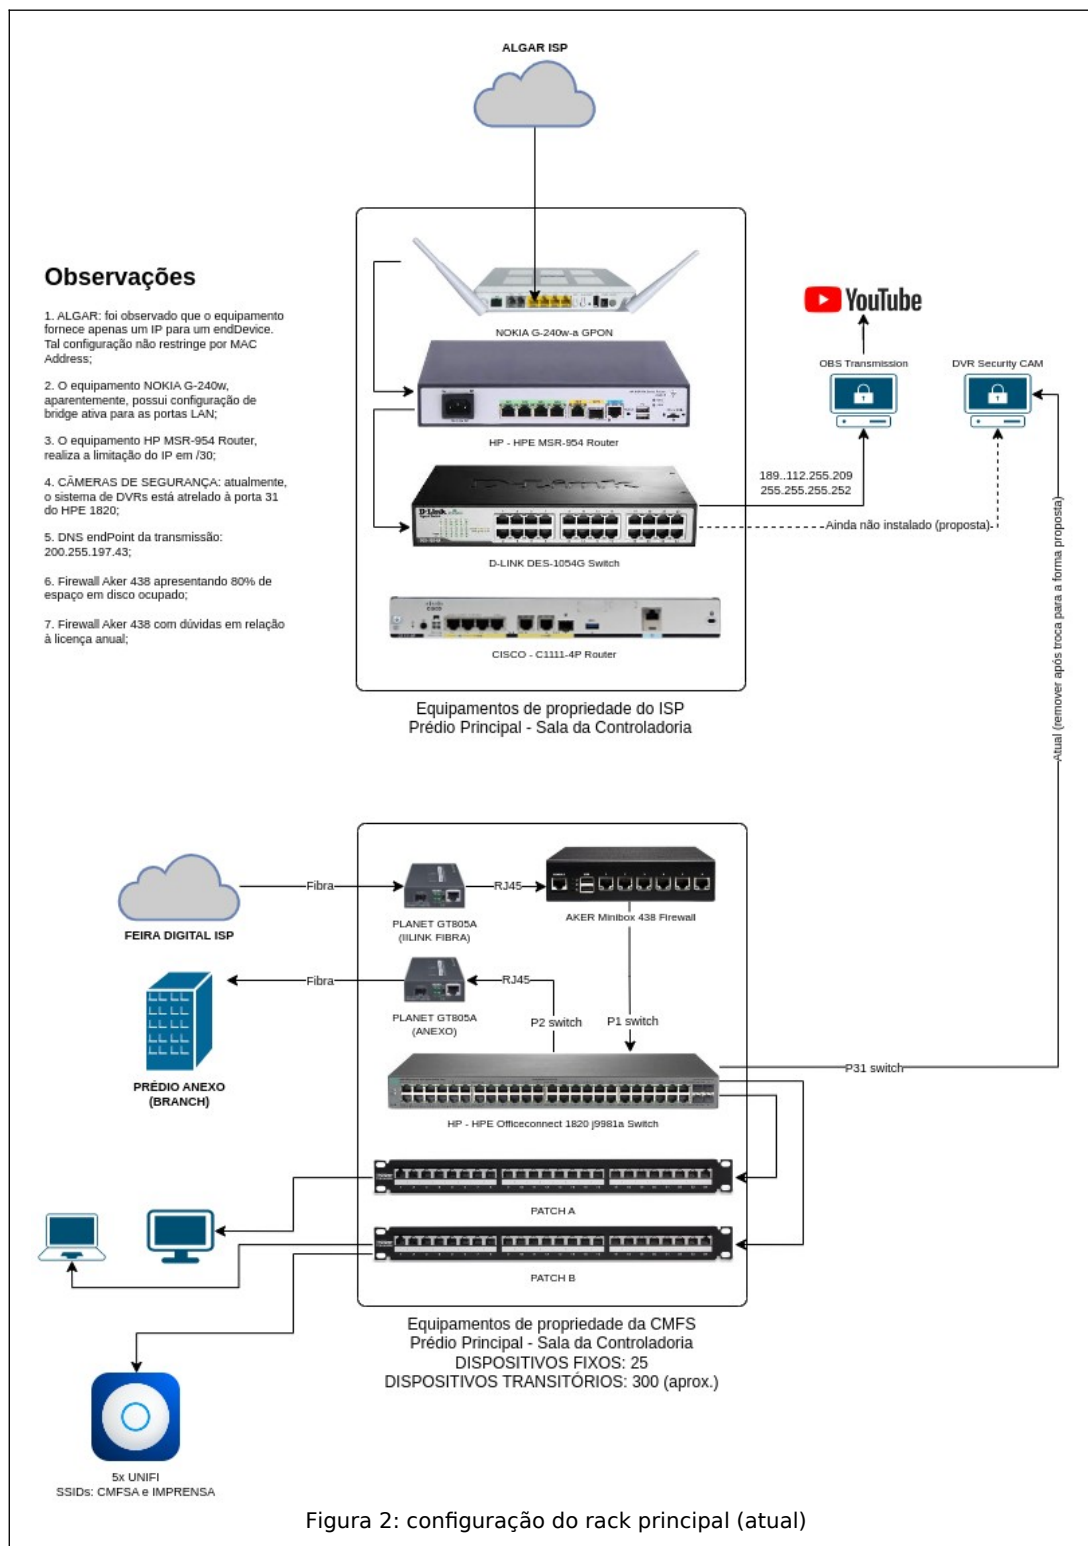 ALGAR ISP
Observações
1. ALGAR: foi observado que o equipamento
fornece apenas um IP para um endDevice.
Tal configuração não restringe por MAC
Address;
2. O equipamento NOKIA G-240w,
aparentemente, possui configuração de
bridge ativa para as portas LAN;
3. O equipamento HP MSR-954 Router,
realiza a limitação do IP em /30;
4. CÂMERAS DE SEGURANÇA: atualmente,
o sistema de DVRs está atrelado à porta 31
do HPE 1820;
5. DNS endPoint da transmissão:
200.255.197.43;
6. Firewall Aker 438 apresentando 80% de
espaço em disco ocupado;
7. Firewall Aker 438 com dúvidas em relação
à licença anual;
NOKIA G-240w-a GPON
HP - HPE MSR-954 Router
D-Link
D-Link
D-LINK DES-1054G Switch
CISCO
CISCO - C1111-4P Router
Equipamentos de propriedade do ISP
Prédio Principal - Sala da Controladoria
YouTube
OBS Transmission
DVR Security CAM
189..112.255.209
255.255.255.252
Ainda não instalado (proposta)
Atual (remover após troca para a forma proposta)
FEIRA DIGITAL ISP
Fibra
PLANET GT805A
(IILINK FIBRA)
RJ45
AKER Minibox 438 Firewall
PRÉDIO ANEXO
(BRANCH)
Fibra
PLANET GT805A
(ANEXO)
RJ45
P2 switch
P1 switch
P31 switch
HP - HPE Officeconnect 1820 j9981a Switch
PATCH A
PATCH B
Equipamentos de propriedade da CMFS
Prédio Principal - Sala da Controladoria
DISPOSITIVOS FIXOS: 25
DISPOSITIVOS TRANSITÓRIOS: 300 (aprox.)
5x UNIFI
SSIDs: CMFSA e IMPRENSA
Figura 2: configuração do rack principal (atual)